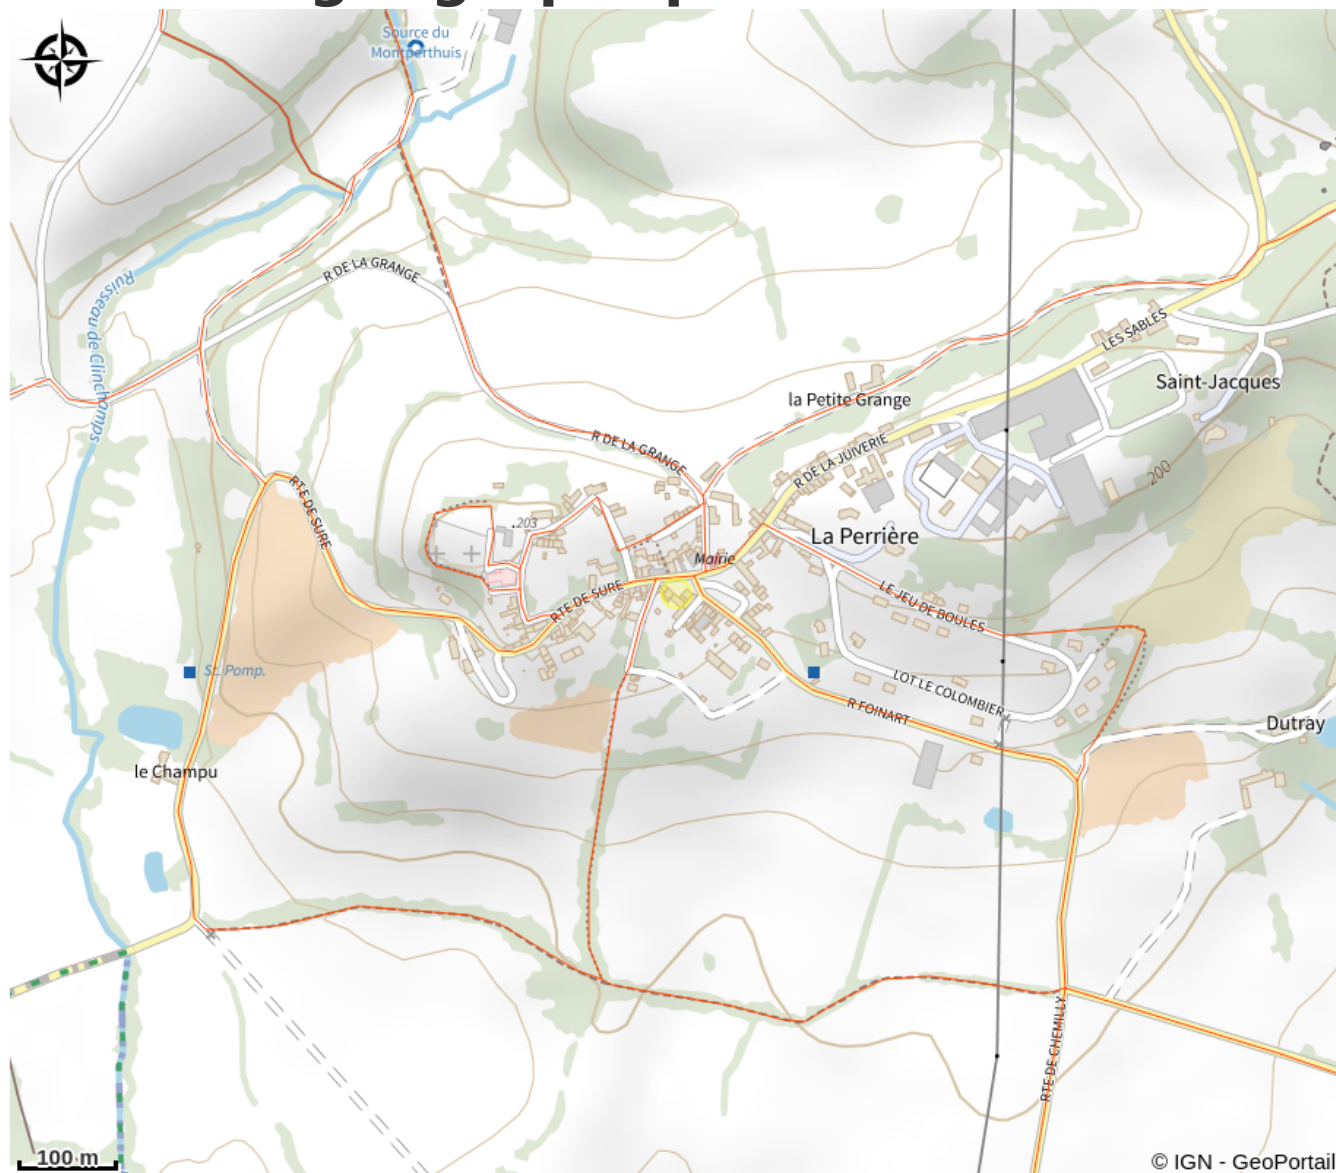 Source du
Montperthuis
R DE LA GRANGE
Ruisseau de Clinchamps
LES SABLES
Saint-Jacques
la Petite Grange
R DE LA GRANGE
R DE LA JUIVERIE
200
RTE DE SURE
.203
La Perrière
Mairie
RTE DE SURE
LE JEU DE BOULES
St. Pomp.
LOT LE COLOMBIER
R FOINART
Dutray
le Champu
RTE DE CHEMILLY
100 m
© IGN - GeoPortail